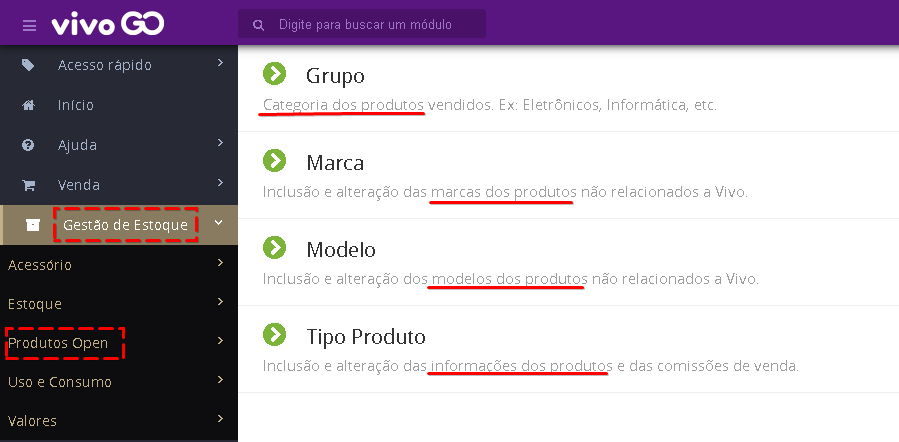 vivo GO
Digite para buscar um módulo
Acesso rápido
Início
Ajuda
Venda
Gestão de Estoque
Acessório
Estoque
Produtos Open
Uso e Consumo
Valores
Grupo
Categoria dos produtos vendidos. Ex: Eletrônicos, Informática, etc.
Marca
Inclusão e alteração das marcas dos produtos não relacionados a Vivo.
Modelo
Inclusão e alteração dos modelos dos produtos não relacionados a Vivo.
Tipo Produto
Inclusão e alteração das informações dos produtos e das comissões de venda.